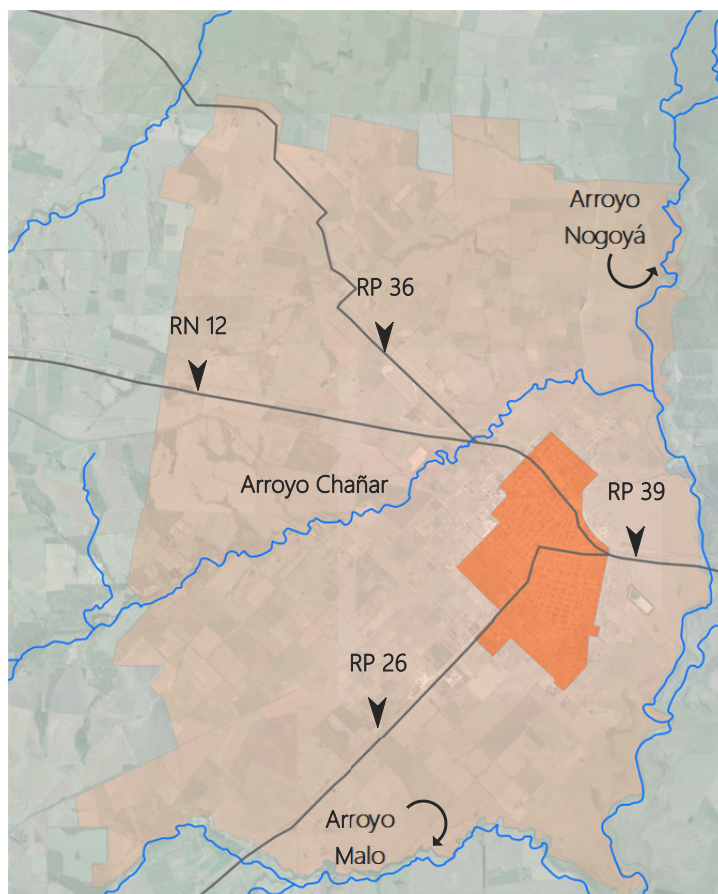 Arroyo
Nogoyá
RP 36
RN 12
Arroyo Chañar
RP 39
RP 26
Arroyo
Malo